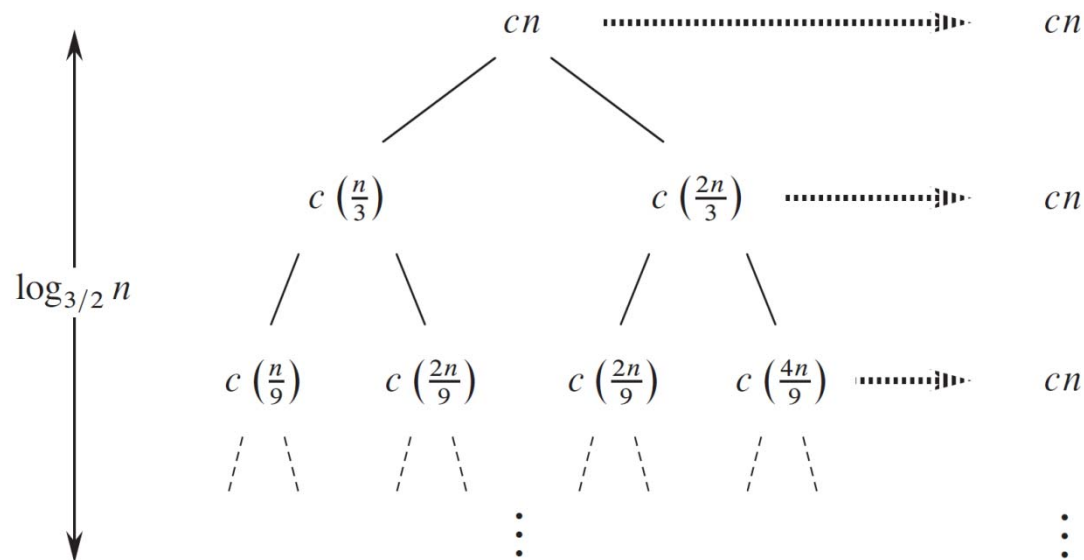 cn cn
c (n/3) c (2n/3) cn
log_{3/2} n
c (n/9) c (2n/9) c (2n/9) c (4n/9) cn
⋮ ⋮